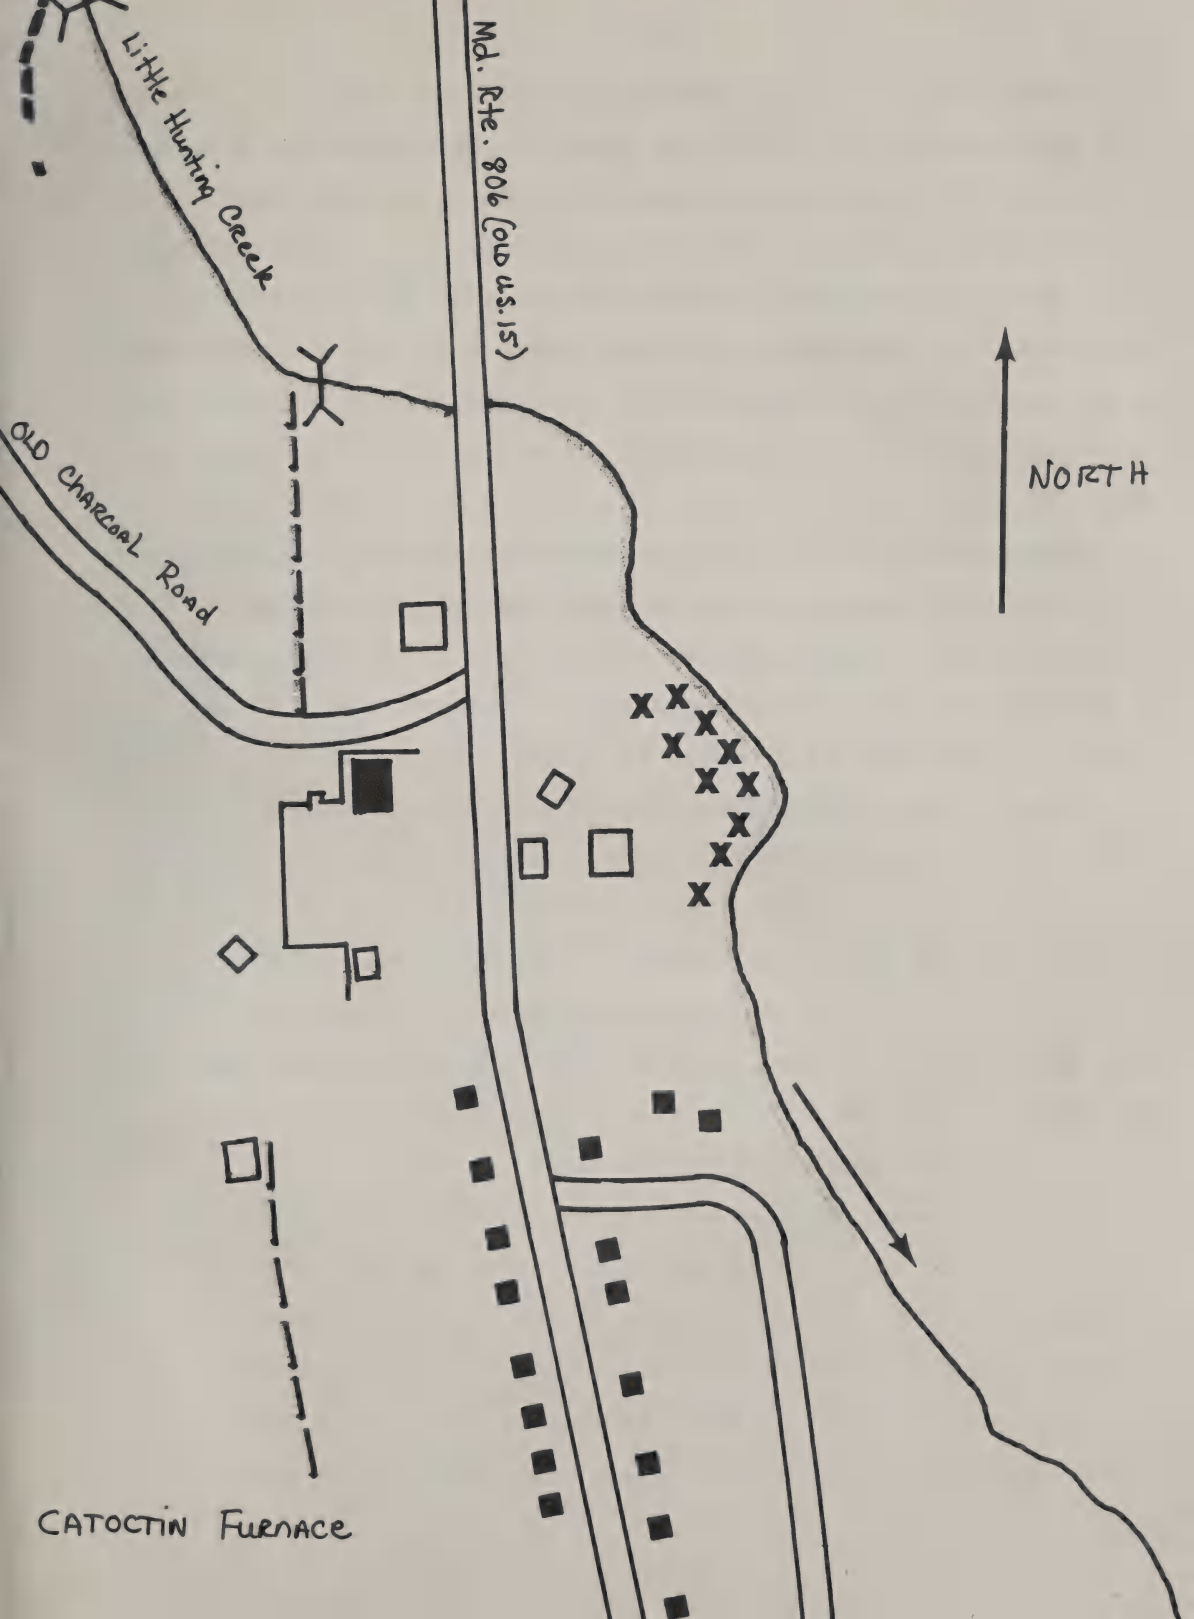 Little Hunting Creek
Md. Rte. 806 (OLD U.S. 15)
OLD CHARCOAL ROAD
NORTH
X X
X
X X
X X
X
X
X
CATOCTIN FURNACE